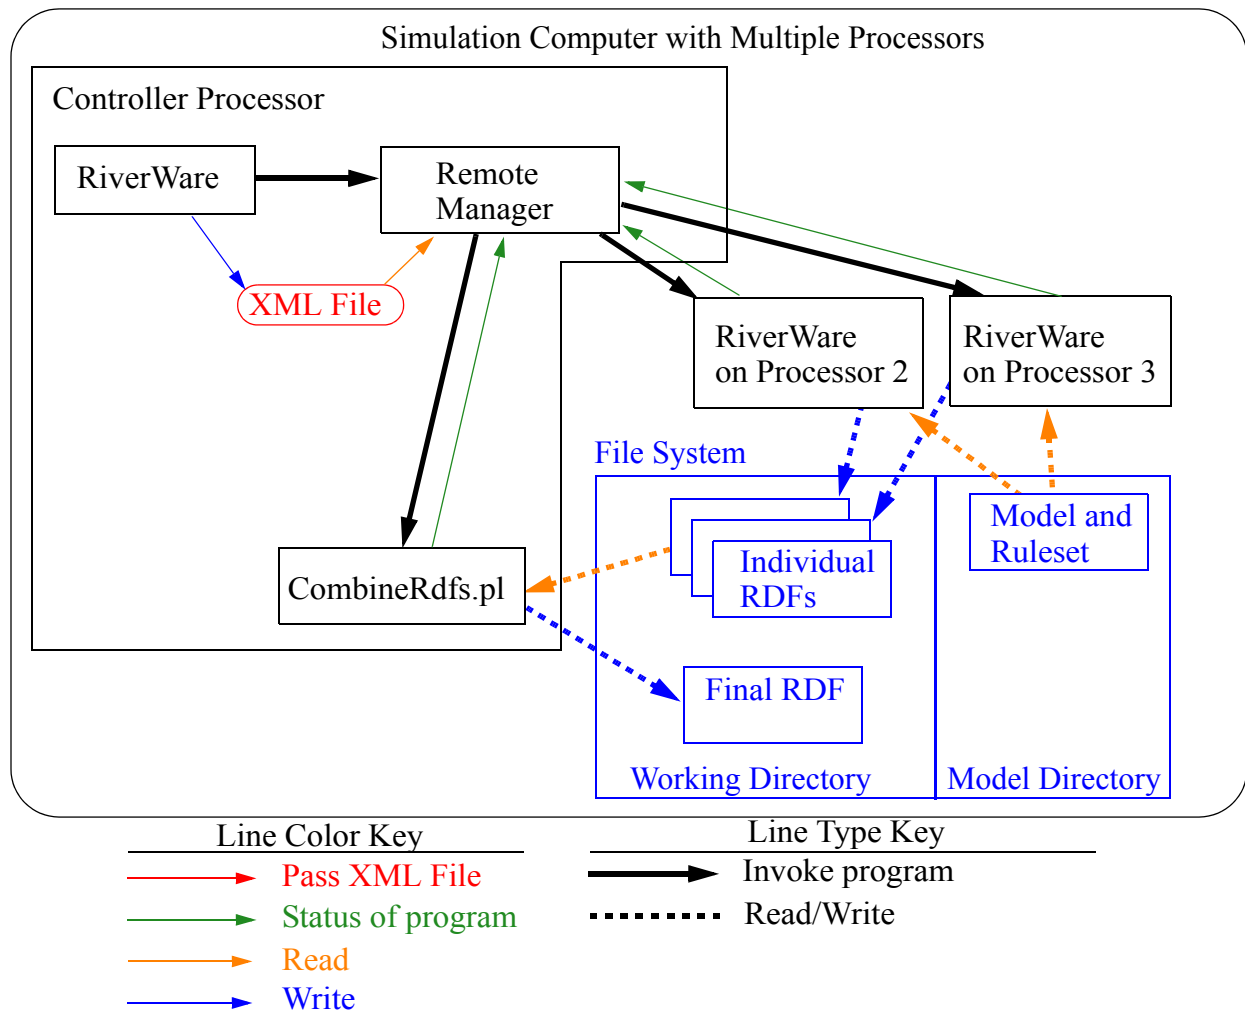 Simulation Computer with Multiple Processors
Controller Processor
RiverWare
Remote
Manager
XML File
RiverWare
on Processor 2
RiverWare
on Processor 3
File System
Model and
Ruleset
Individual
RDFs
CombineRdfs.pl
Final RDF
Working Directory
Model Directory
Line Color Key
Pass XML File
Status of program
Read
Write
Line Type Key
Invoke program
Read/Write